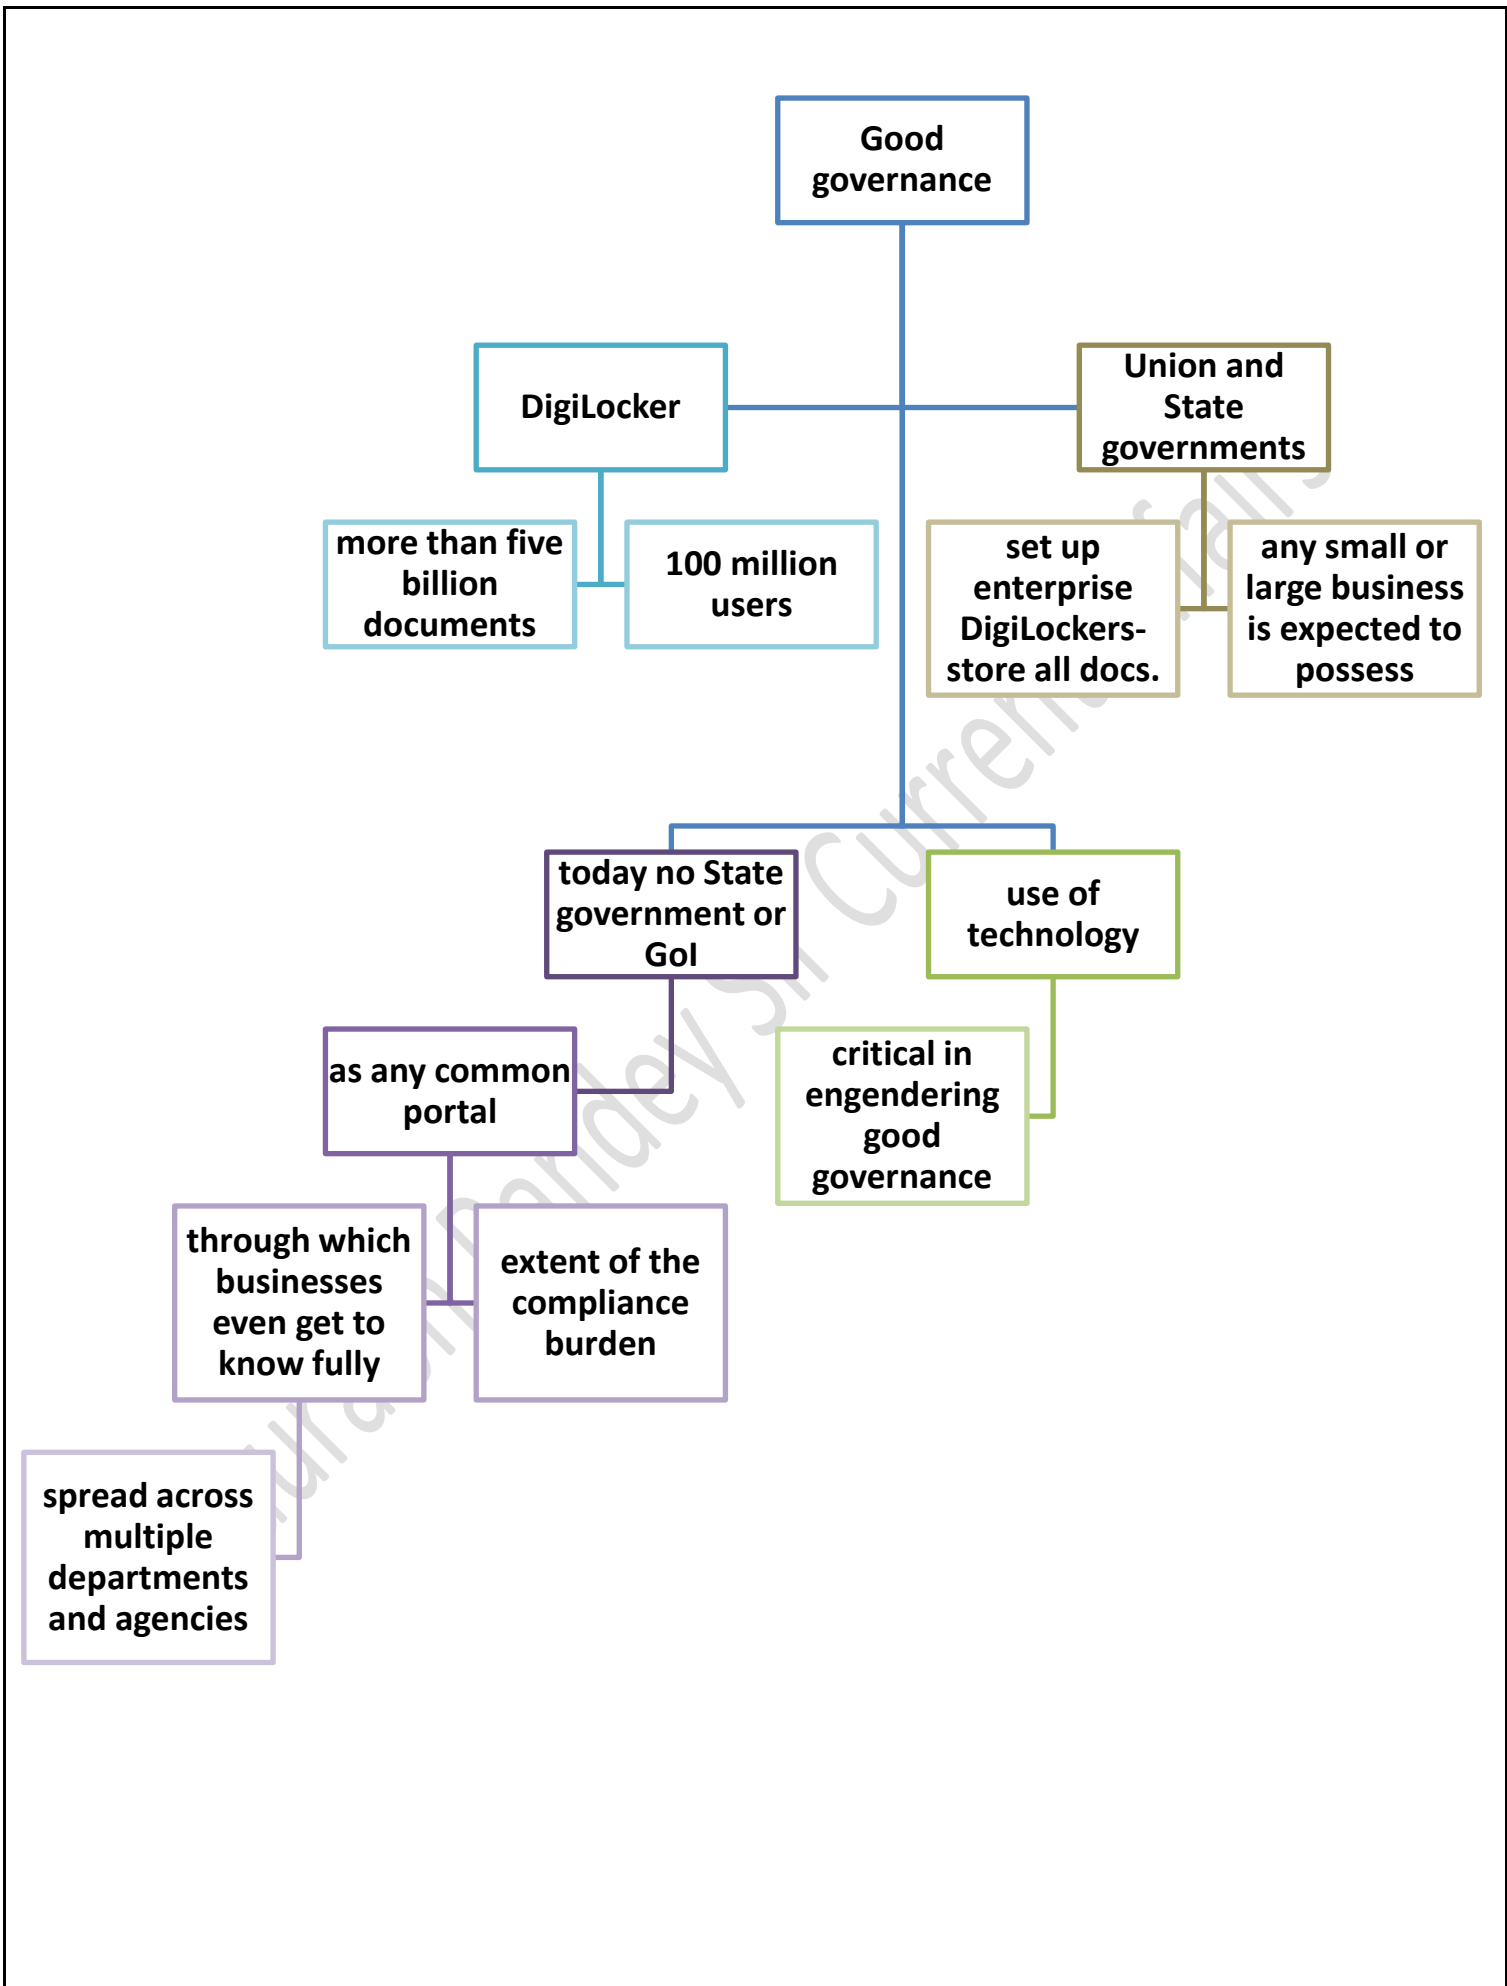 Good
governance
DigiLocker
Union and
State
governments
more than five
billion
documents
100 million
users
set up
enterprise
DigiLockers-
store all docs.
any small or
large business
is expected to
possess
today no State
government or
GoI
use of
technology
as any common
portal
critical in
engendering
good
governance
through which
businesses
even get to
know fully
extent of the
compliance
burden
spread across
multiple
departments
and agencies